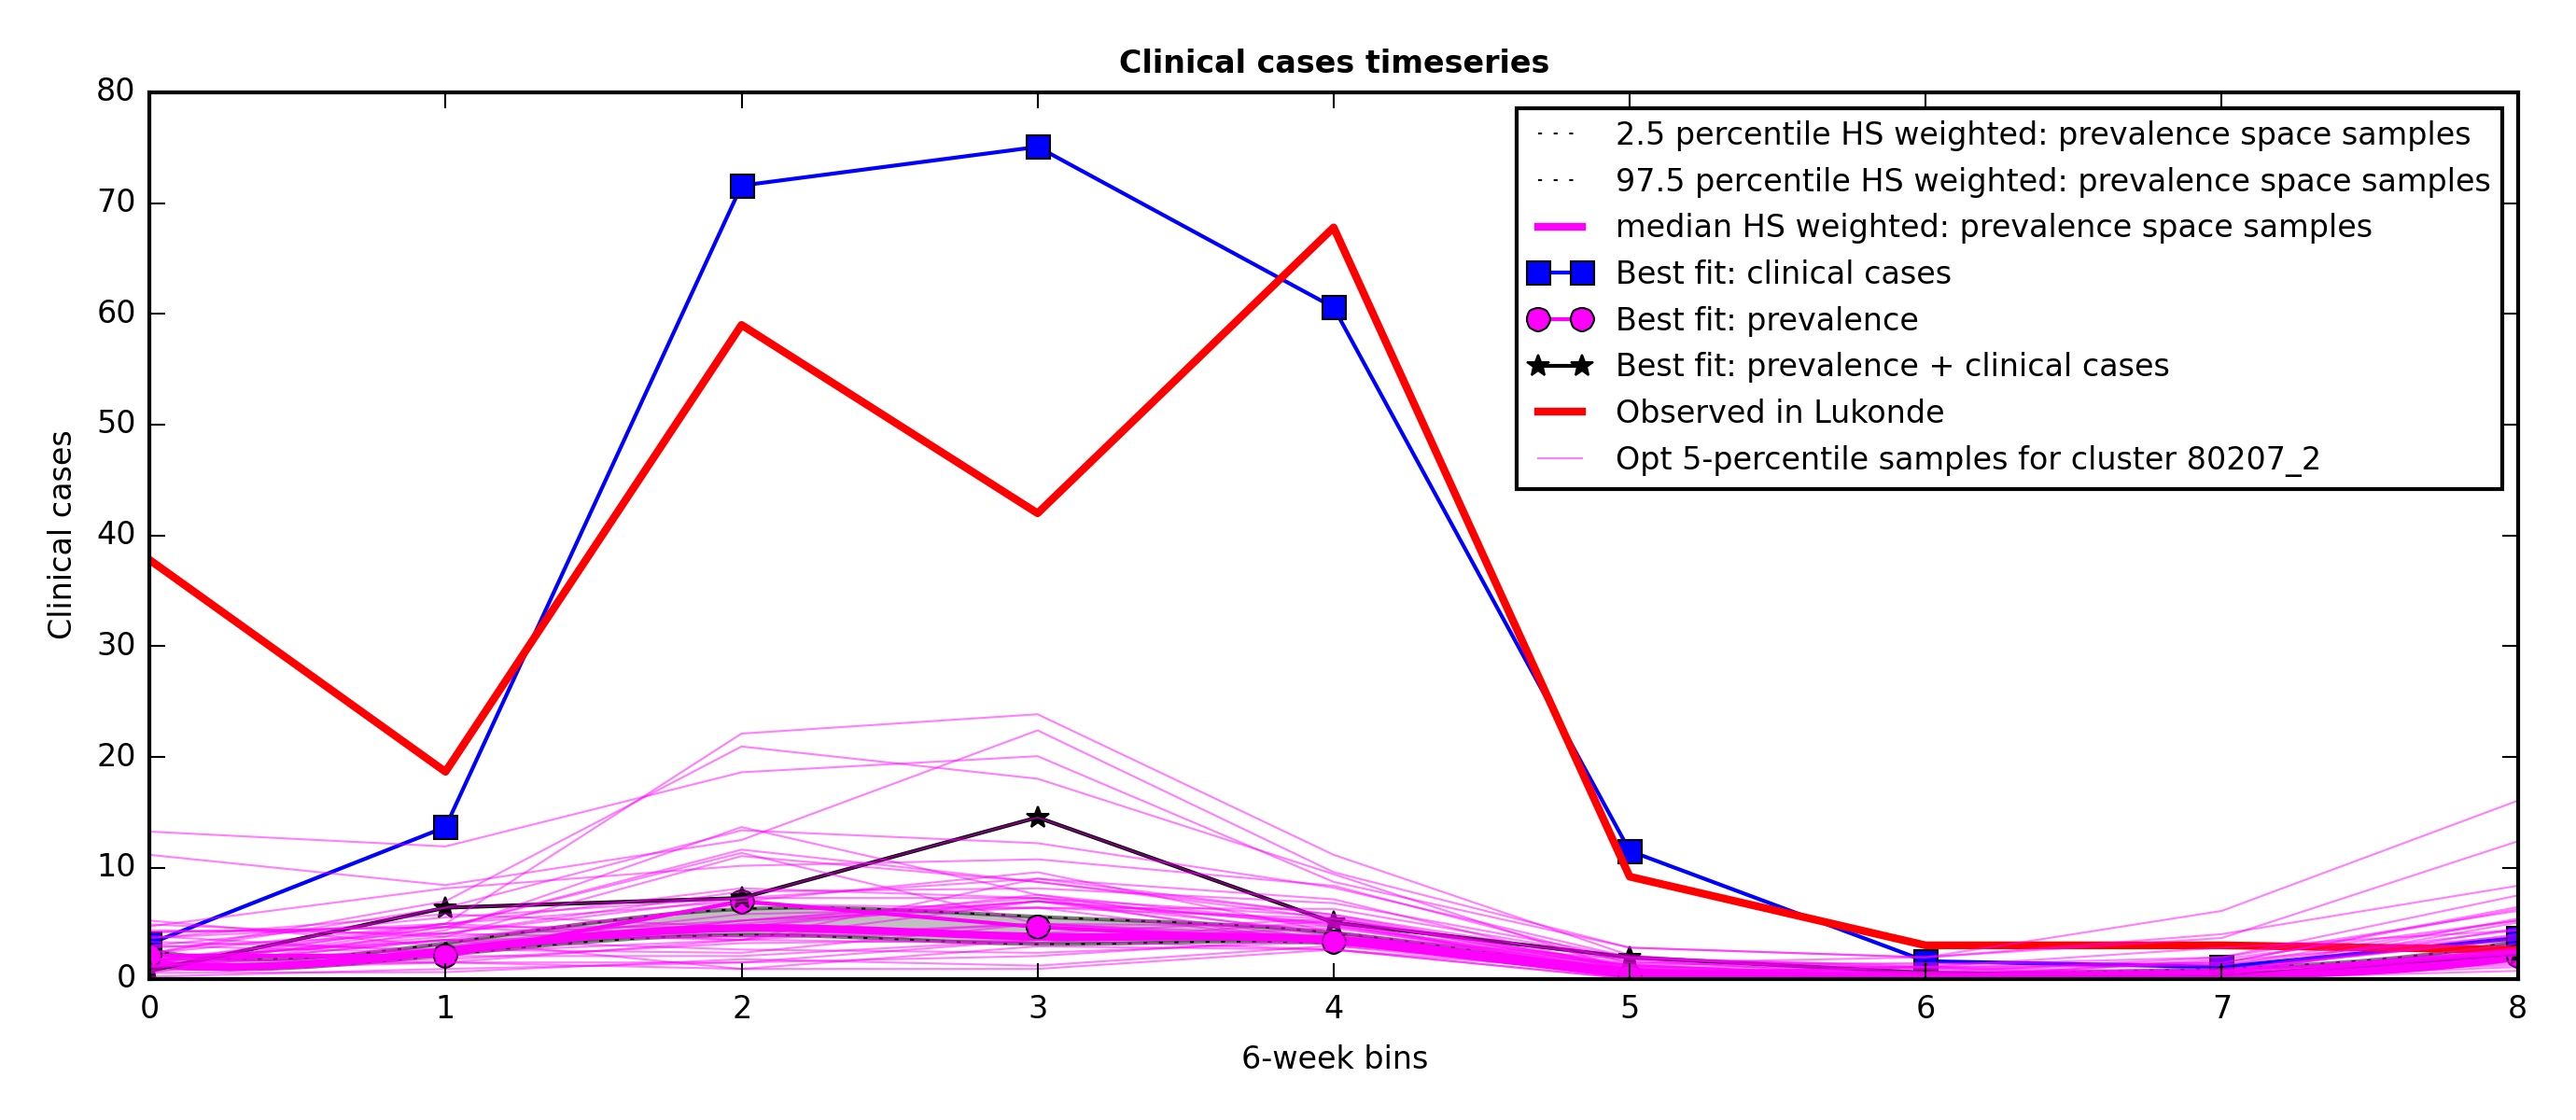 Clinical cases timeseries
80
70
60
50
40
30
20
10
0
Clinical cases
2.5 percentile HS weighted: prevalence space samples
97.5 percentile HS weighted: prevalence space samples
median HS weighted: prevalence space samples
Best fit: clinical cases
Best fit: prevalence
Best fit: prevalence + clinical cases
Observed in Lukonde
Opt 5-percentile samples for cluster 80207_2
0 1 2 3 4 5 6 7 8
6-week bins